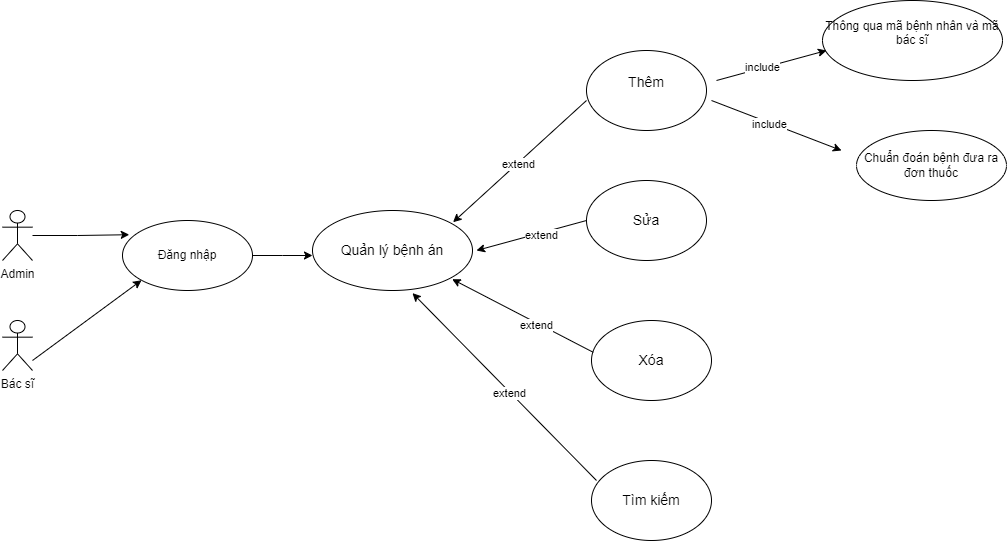 Thông qua mã bệnh nhân và mã
bác sĩ
Thêm
include
include
Chuẩn đoán bệnh đưa ra
đơn thuốc
extend
Sửa
extend
Admin
Đăng nhập
Quản lý bệnh án
Bác sĩ
extend
Xóa
extend
Tìm kiếm